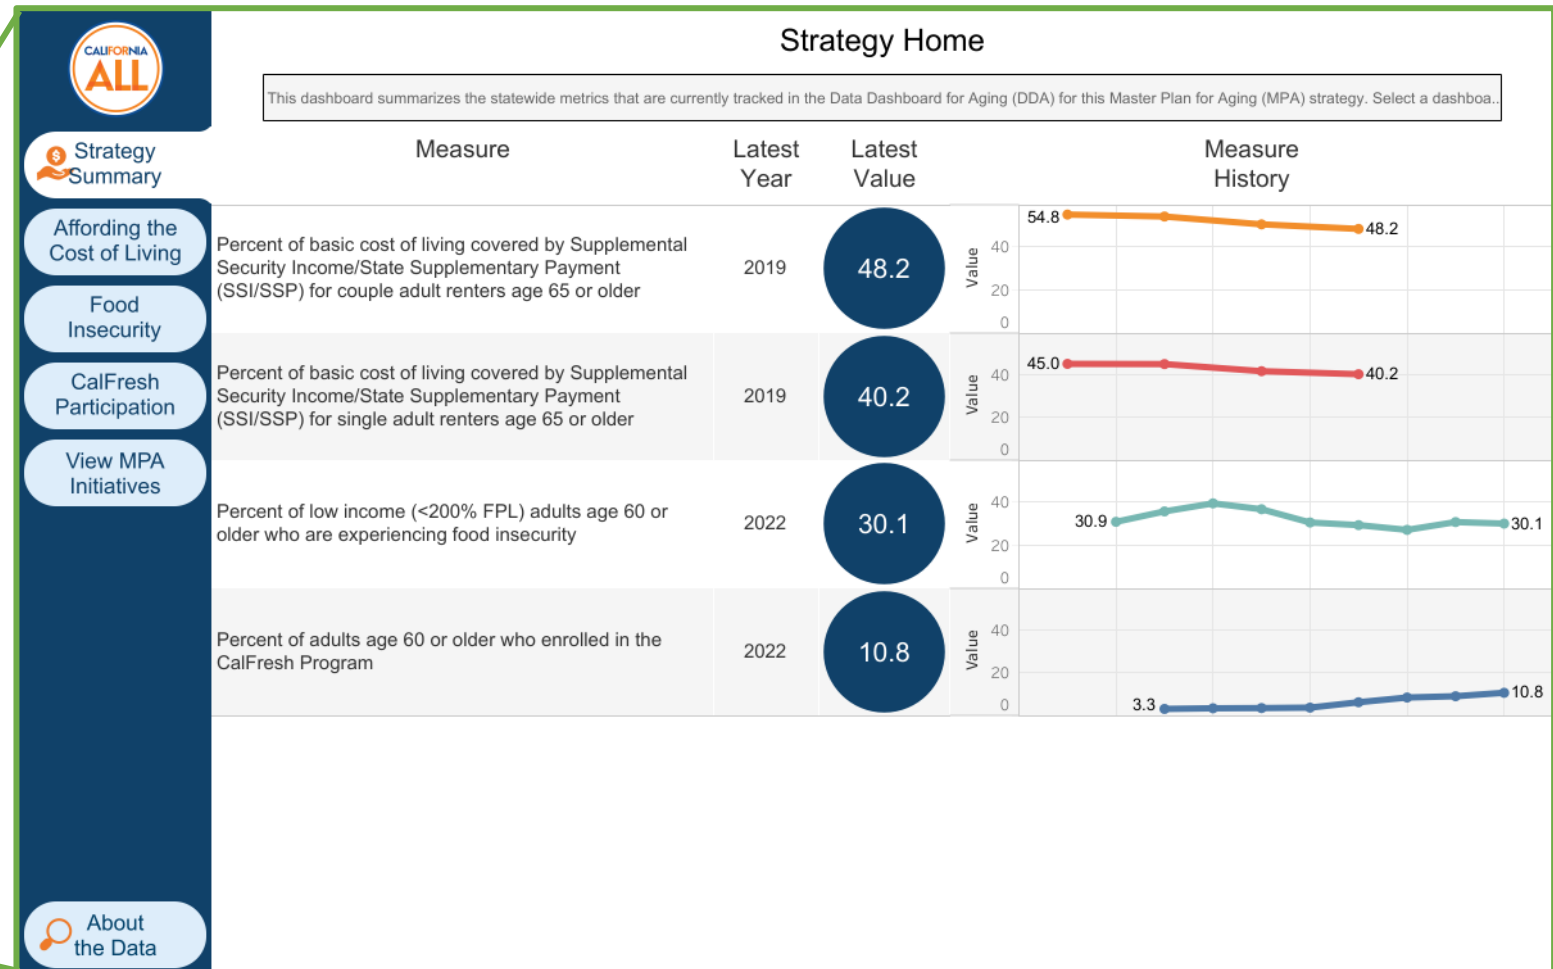 CALIFORNIA
ALL
Strategy Home
This dashboard summarizes the statewide metrics that are currently tracked in the Data Dashboard for Aging (DDA) for this Master Plan for Aging (MPA) strategy. Select a dashboa..
Strategy
Summary
Affording the
Cost of Living
Food
Insecurity
CalFresh
Participation
View MPA
Initiatives
About
the Data
Measure
Latest
Year
Latest
Value
Measure
History
Percent of basic cost of living covered by Supplemental
Security Income/State Supplementary Payment
(SSI/SSP) for couple adult renters age 65 or older
2019
48.2
Value
40
20
0
54.8
48.2
Percent of basic cost of living covered by Supplemental
Security Income/State Supplementary Payment
(SSI/SSP) for single adult renters age 65 or older
2019
40.2
Value
40
20
0
45.0
40.2
Percent of low income (<200% FPL) adults age 60 or
older who are experiencing food insecurity
2022
30.1
Value
40
20
0
30.9
30.1
Percent of adults age 60 or older who enrolled in the
CalFresh Program
2022
10.8
Value
40
20
0
3.3
10.8